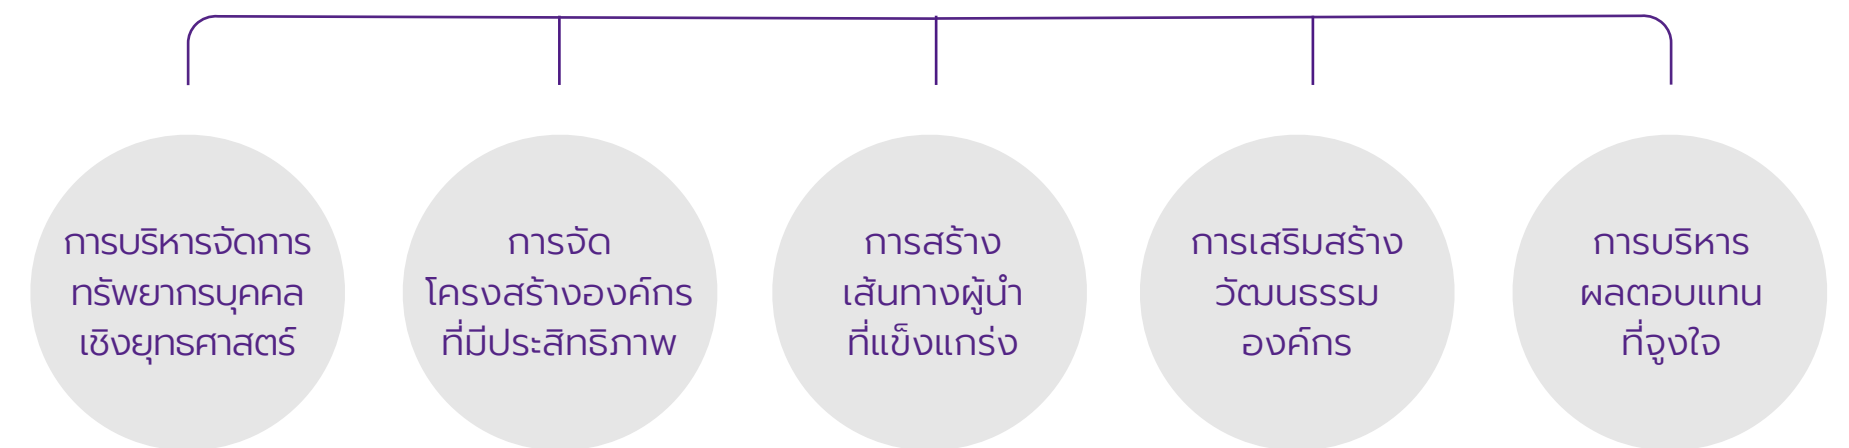 การบริหารจัดการ
ทรัพยากรบุคคล
เชิงยุทธศาสตร์
การจัด
โครงสร้างองค์กร
ที่มีประสิทธิภาพ
การสร้าง
เส้นทางผู้นำ
ที่แข็งแกร่ง
การเสริมสร้าง
วัฒนธรรม
องค์กร
การบริหาร
ผลตอบแทน
ที่จูงใจ